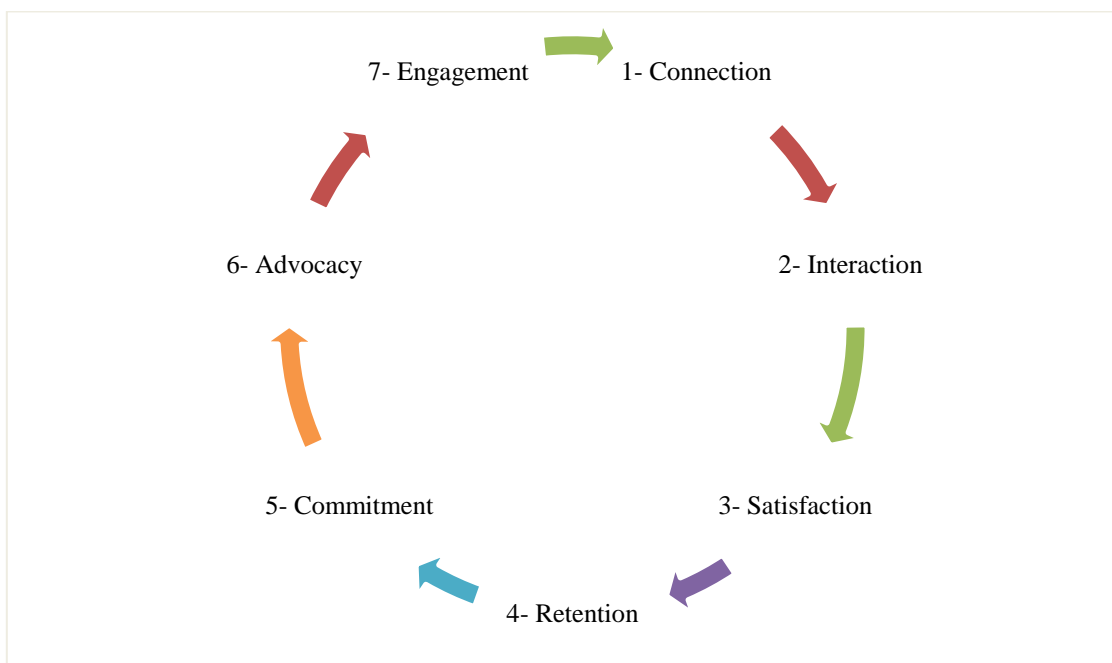 7- Engagement
1- Connection
6- Advocacy
2- Interaction
5- Commitment
3- Satisfaction
4- Retention